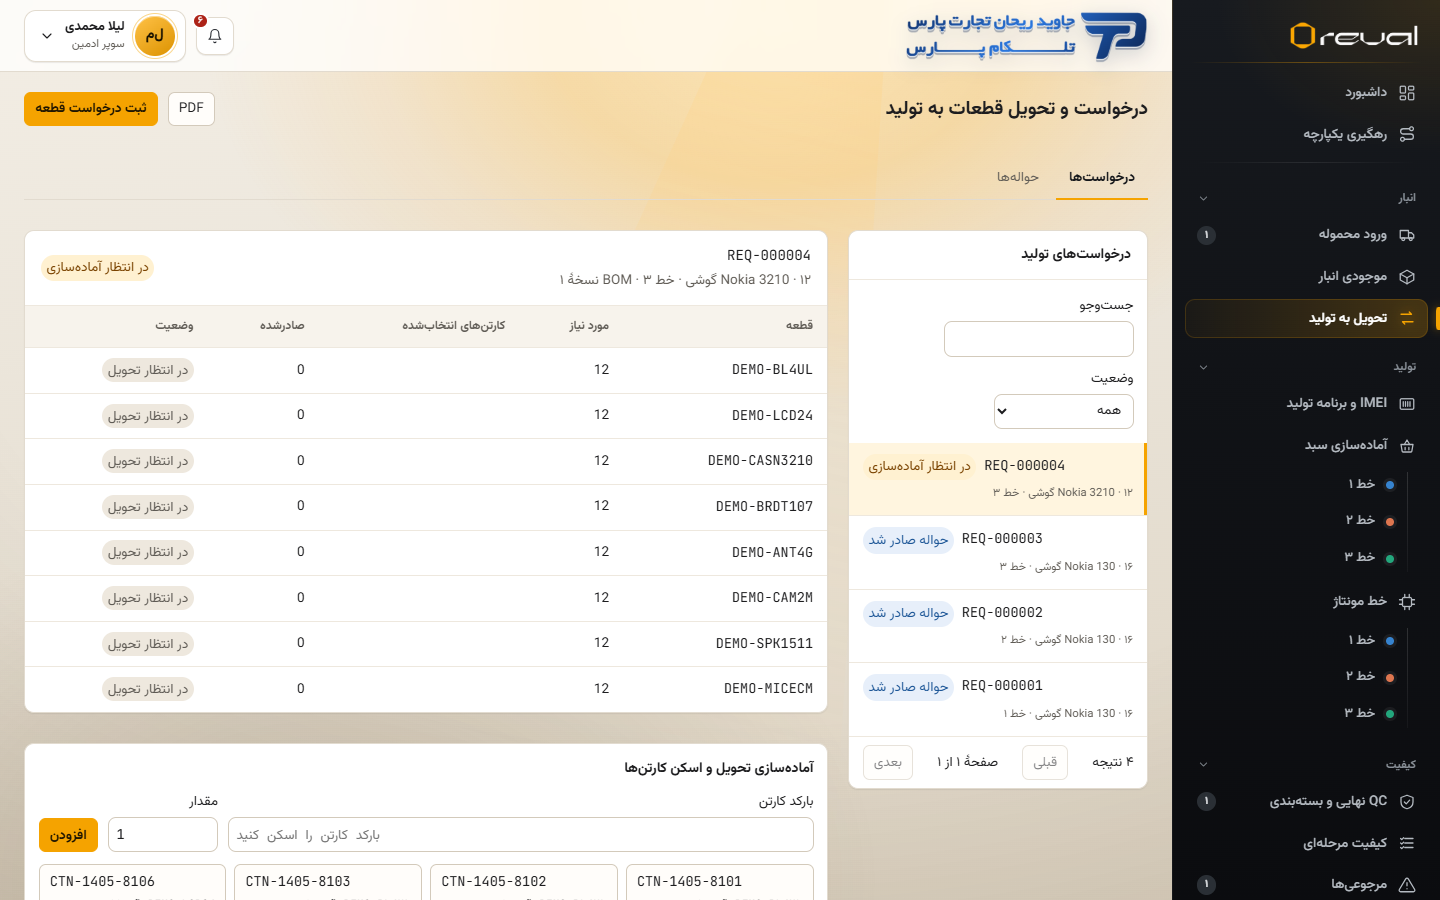 reval
داشبورد
رهگیری یکپارچه
انبار
ورود محموله ۱
موجودی انبار
تحویل به تولید
تولید
IMEI و برنامه تولید
آماده‌سازی سبد
خط ۱
خط ۲
خط ۳
خط مونتاژ
خط ۱
خط ۲
خط ۳
کیفیت
QC نهایی و بسته‌بندی ۱
کیفیت مرحله‌ای
مرجوعی‌ها ۱
جاوید ریحان تجارت پارس
تلکام پارس
۶
ل‌م
لیلا محمدی
سوپر ادمین
درخواست و تحویل قطعات به تولید
PDF
ثبت درخواست قطعه
درخواست‌ها
حواله‌ها
درخواست‌های تولید
جست‌وجو
وضعیت
همه
REQ-000004 در انتظار آماده‌سازی
۱۲ · Nokia 3210 گوشی · خط ۳
REQ-000003 حواله صادر شد
۱۶ · Nokia 130 گوشی · خط ۳
REQ-000002 حواله صادر شد
۱۶ · Nokia 130 گوشی · خط ۲
REQ-000001 حواله صادر شد
۱۶ · Nokia 130 گوشی · خط ۱
۴ نتیجه قبلی صفحهٔ ۱ از ۱ بعدی
REQ-000004
۱۲ · Nokia 3210 گوشی · خط ۳ · BOM نسخهٔ ۱
در انتظار آماده‌سازی
قطعه مورد نیاز کارتن‌های انتخاب‌شده صادرشده وضعیت
DEMO-BL4UL 12 0 در انتظار تحویل
DEMO-LCD24 12 0 در انتظار تحویل
DEMO-CASN3210 12 0 در انتظار تحویل
DEMO-BRDT107 12 0 در انتظار تحویل
DEMO-ANT4G 12 0 در انتظار تحویل
DEMO-CAM2M 12 0 در انتظار تحویل
DEMO-SPK1511 12 0 در انتظار تحویل
DEMO-MICECM 12 0 در انتظار تحویل
آماده‌سازی تحویل و اسکن کارتن‌ها
بارکد کارتن مقدار
بارکد کارتن را اسکن کنید 1 افزودن
CTN-1405-8101 CTN-1405-8102 CTN-1405-8103 CTN-1405-8106